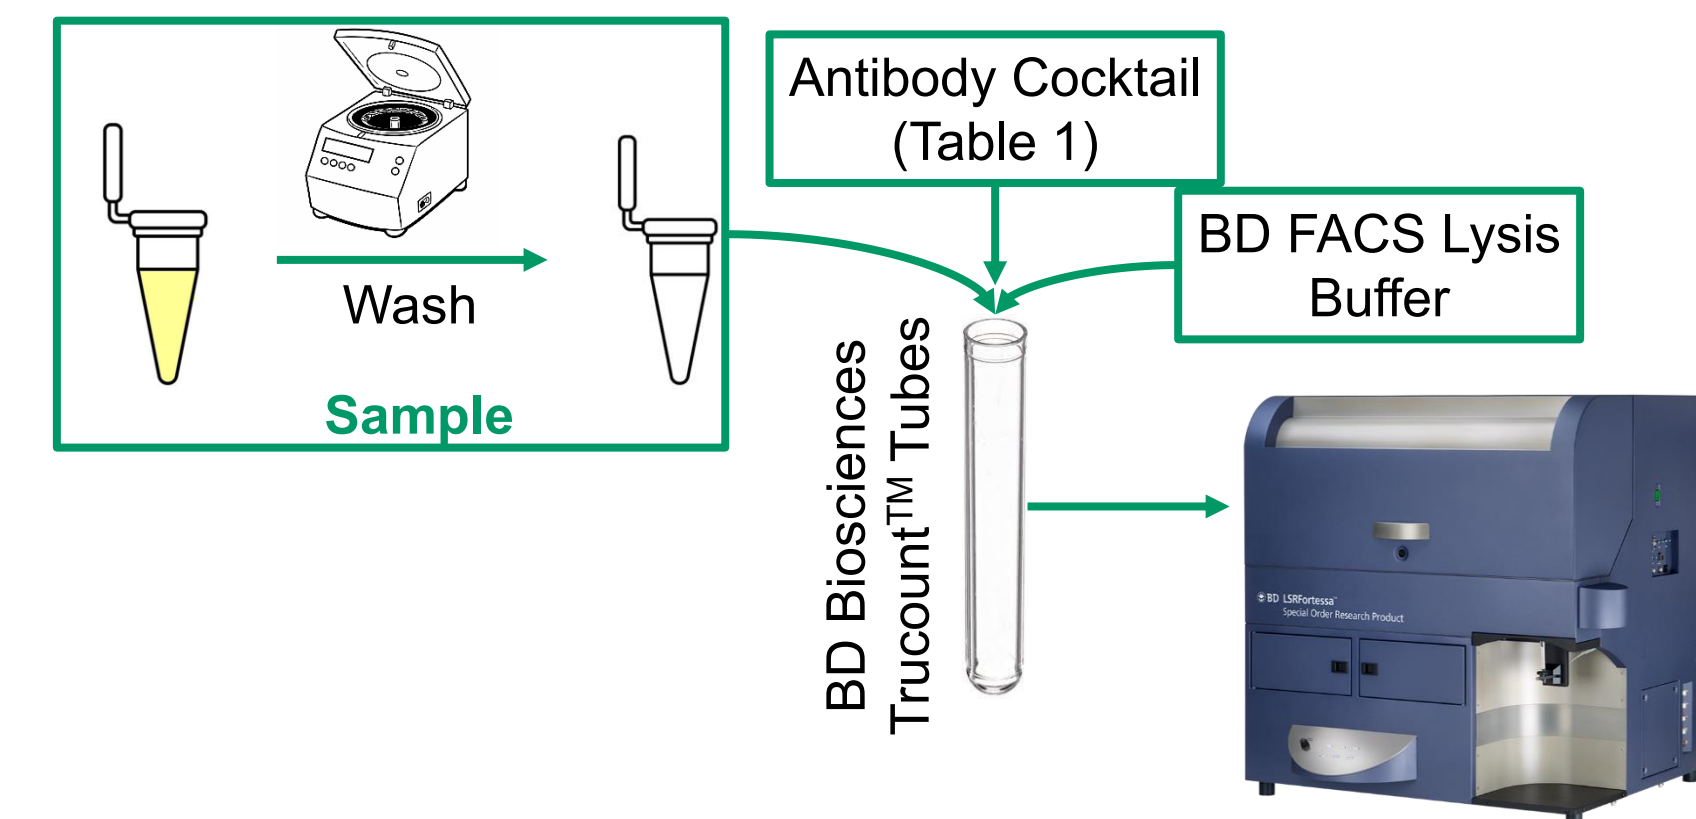 Wash
Sample
Antibody Cocktail
(Table 1)
BD FACS Lysis
Buffer
BD Biosciences
Trucount™ Tubes
BD LSRFortessa™
Special Order Research Product